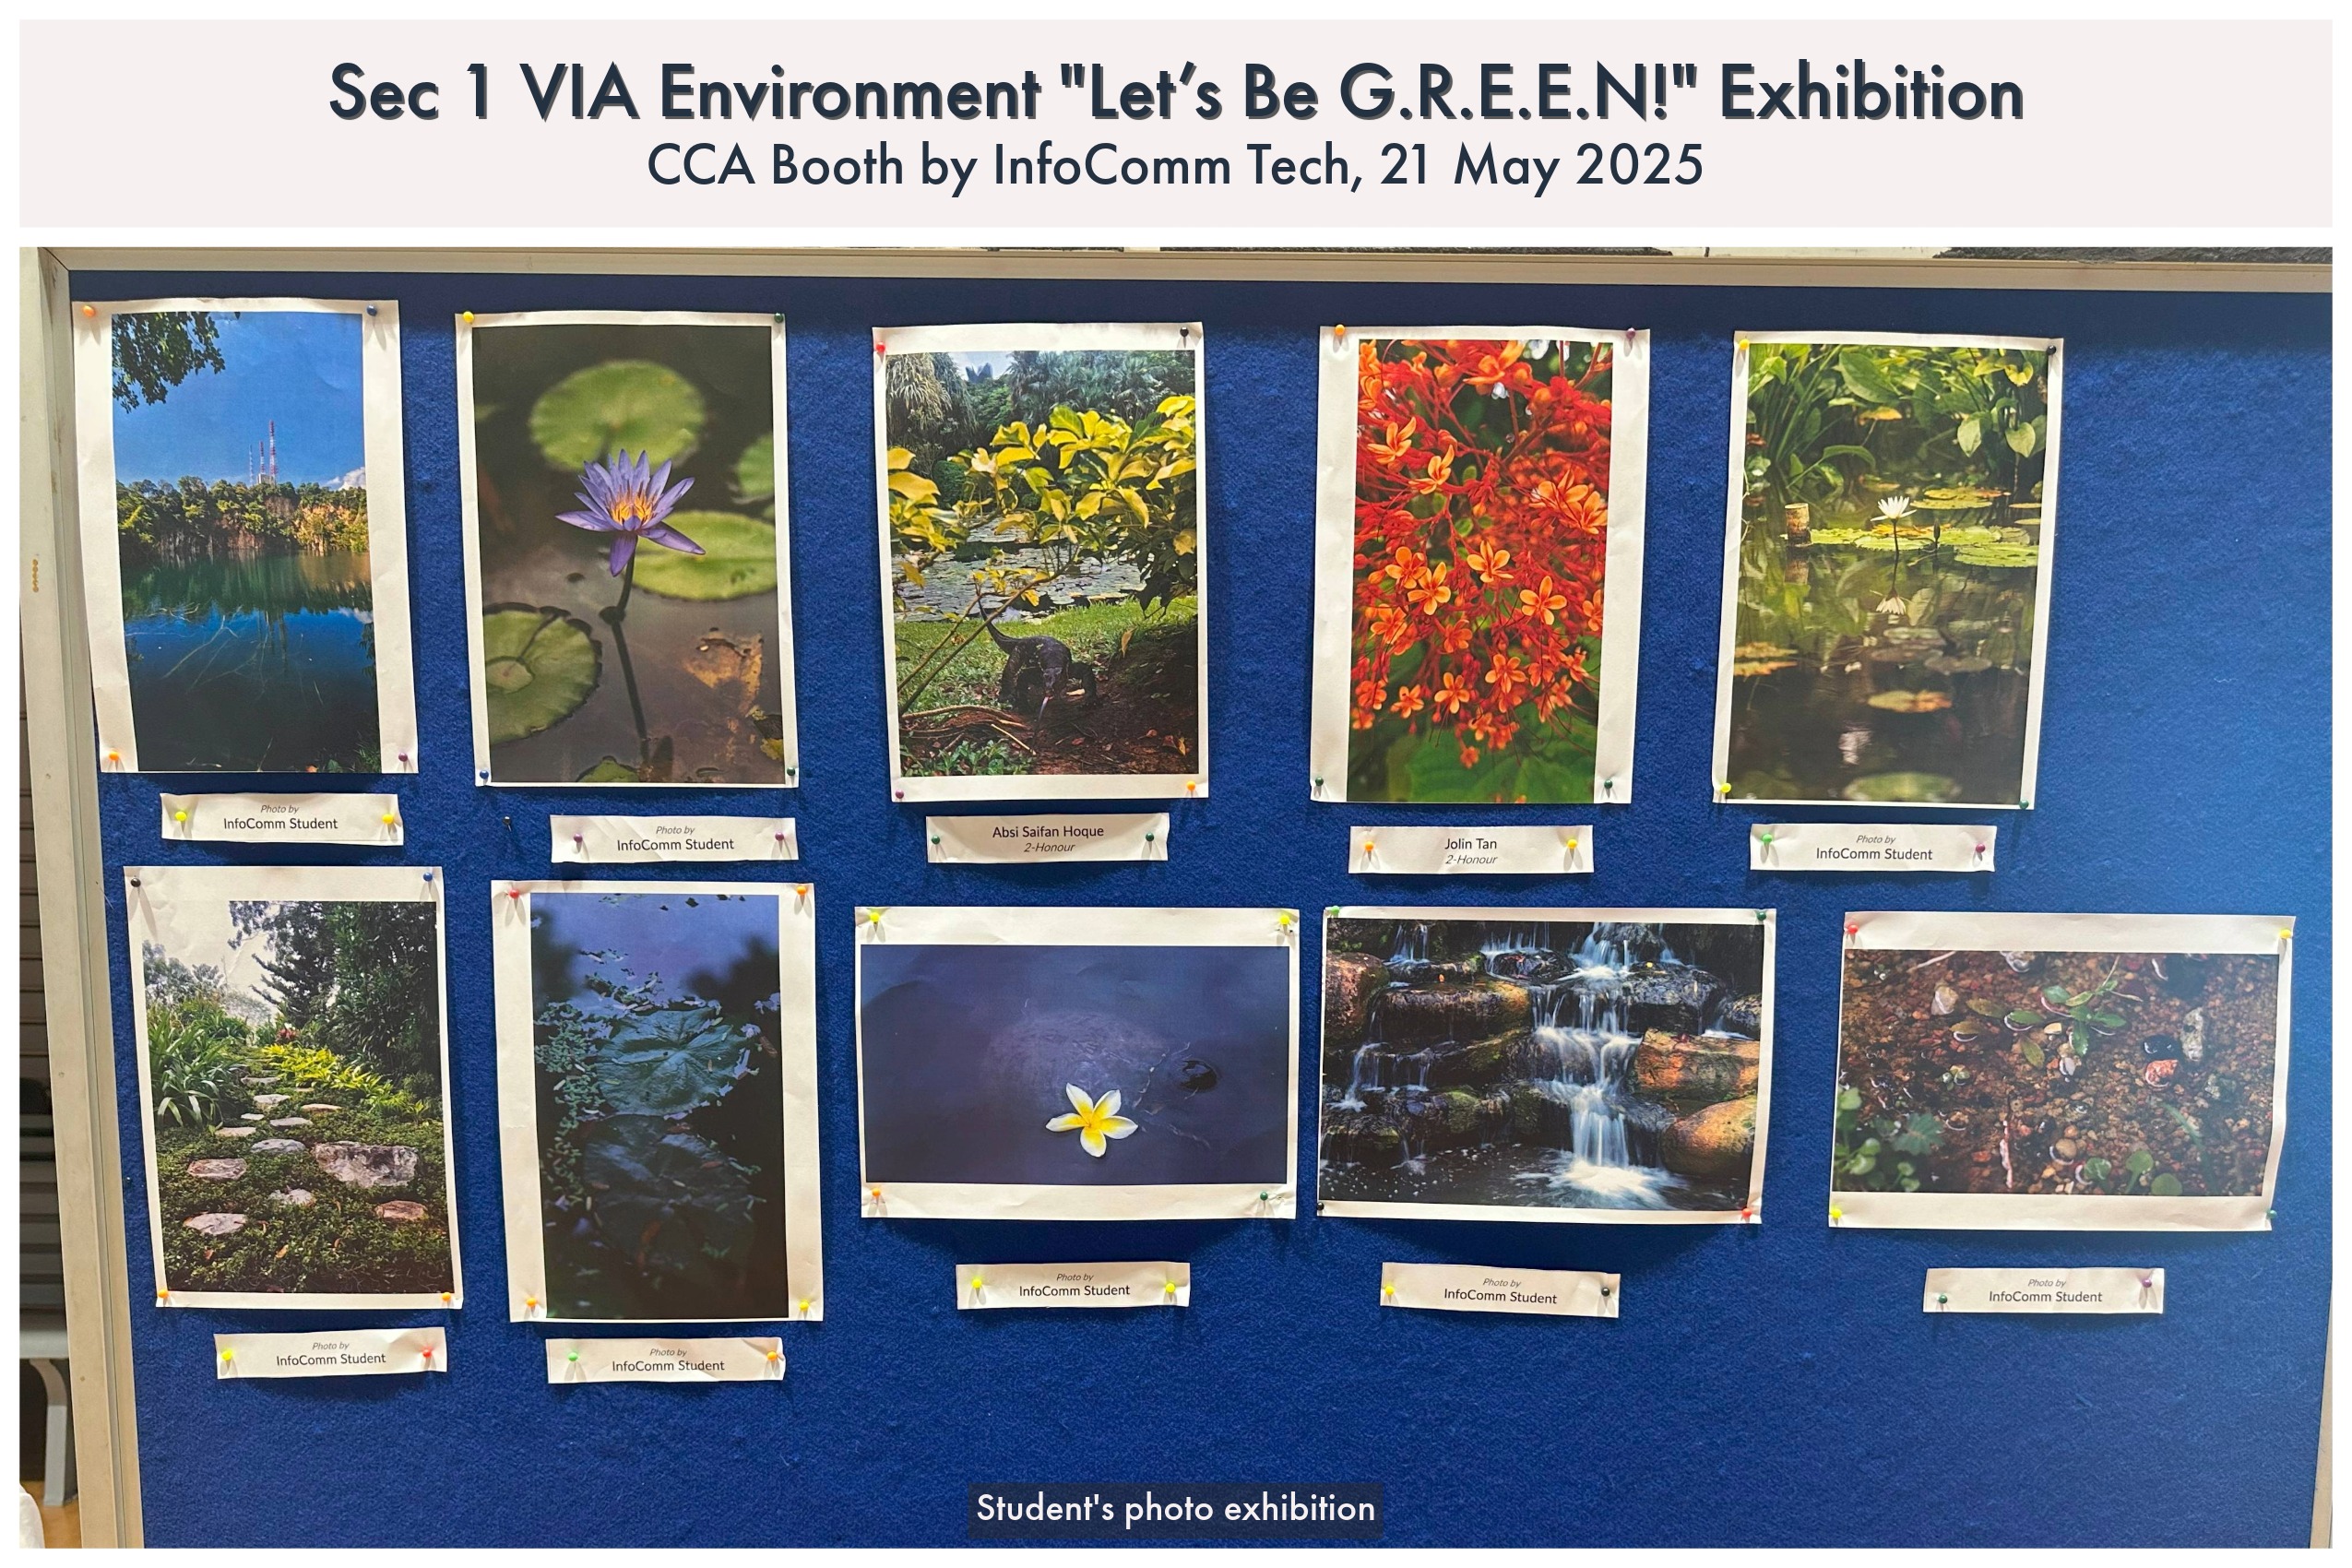 Sec 1 VIA Environment "Let’s Be G.R.E.E.N!" Exhibition
CCA Booth by InfoComm Tech, 21 May 2025
Photo by
InfoComm Student
Photo by
InfoComm Student
Absi Saifan Hoque
2-Honour
Jolin Tan
2-Honour
Photo by
InfoComm Student
Photo by
InfoComm Student
Photo by
InfoComm Student
Photo by
InfoComm Student
Photo by
InfoComm Student
Photo by
InfoComm Student
Student's photo exhibition